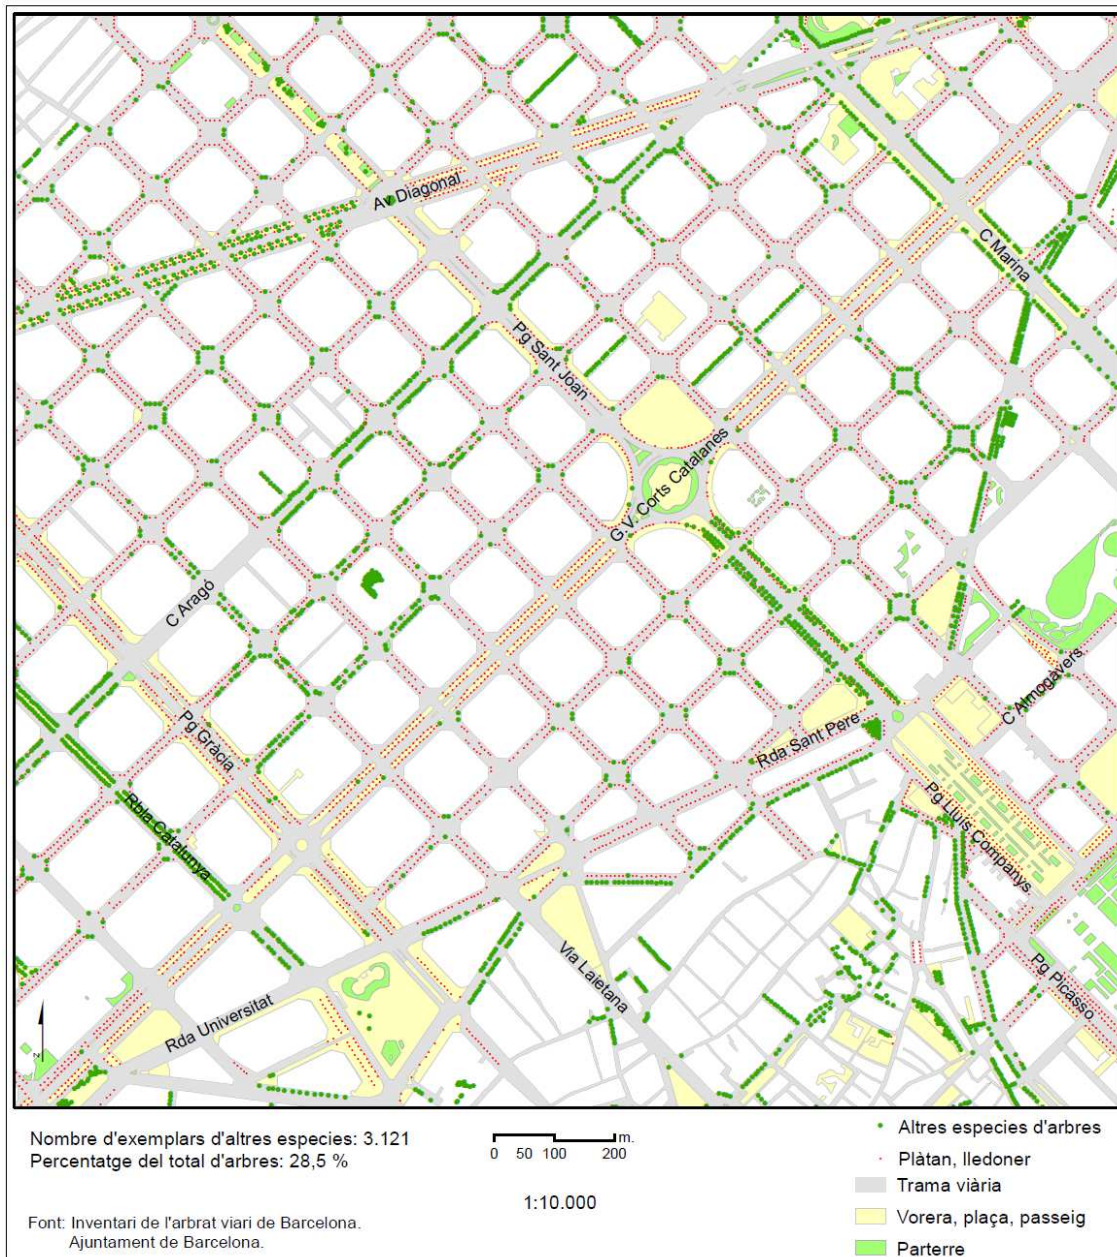 Av Diagonal
C Marina
Pg Sant Joan
G.V. Corts Catalanes
C Aragó
Pg Gràcia
Rbla Catalunya
Rda Sant Pere
C Almogavers
Pg Lluis Companys
Via Laietana
Pg Picasso
Rda Universitat
N
Nombre d'exemplars d'altres especies: 3.121
Percentatge del total d'arbres: 28,5 %
m.
0 50 100 200
1:10.000
Font: Inventari de l'arbrat viari de Barcelona.
Ajuntament de Barcelona.
Altres especies d'arbres
Plàtan, lledoner
Trama viària
Vorera, plaça, passeig
Parterre